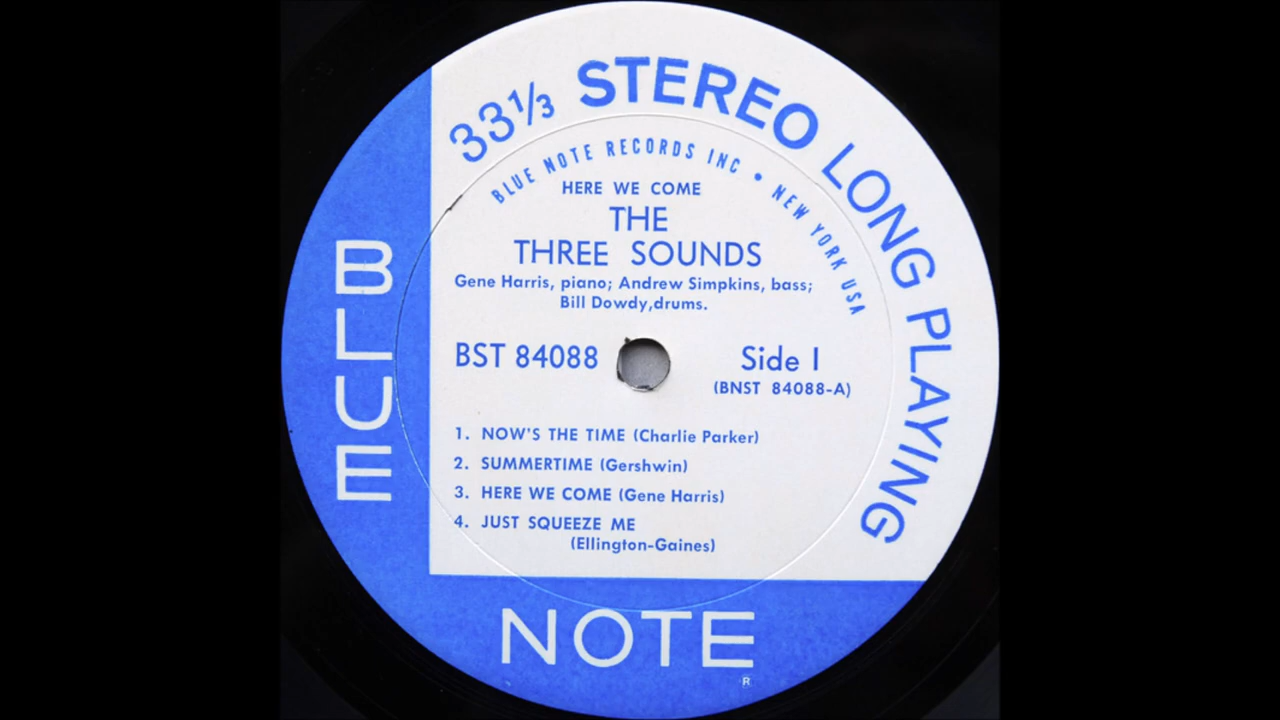 33⅓ STEREO LONG PLAYING
BLUE NOTE RECORDS INC • NEW YORK USA
HERE WE COME
THE
THREE SOUNDS
Gene Harris, piano; Andrew Simpkins, bass;
Bill Dowdy,drums.
BST 84088
Side 1
(BNST 84088-A)
1. NOW'S THE TIME (Charlie Parker)
2. SUMMERTIME (Gershwin)
3. HERE WE COME (Gene Harris)
4. JUST SQUEEZE ME
(Ellington-Gaines)
BLUE
NOTE
R